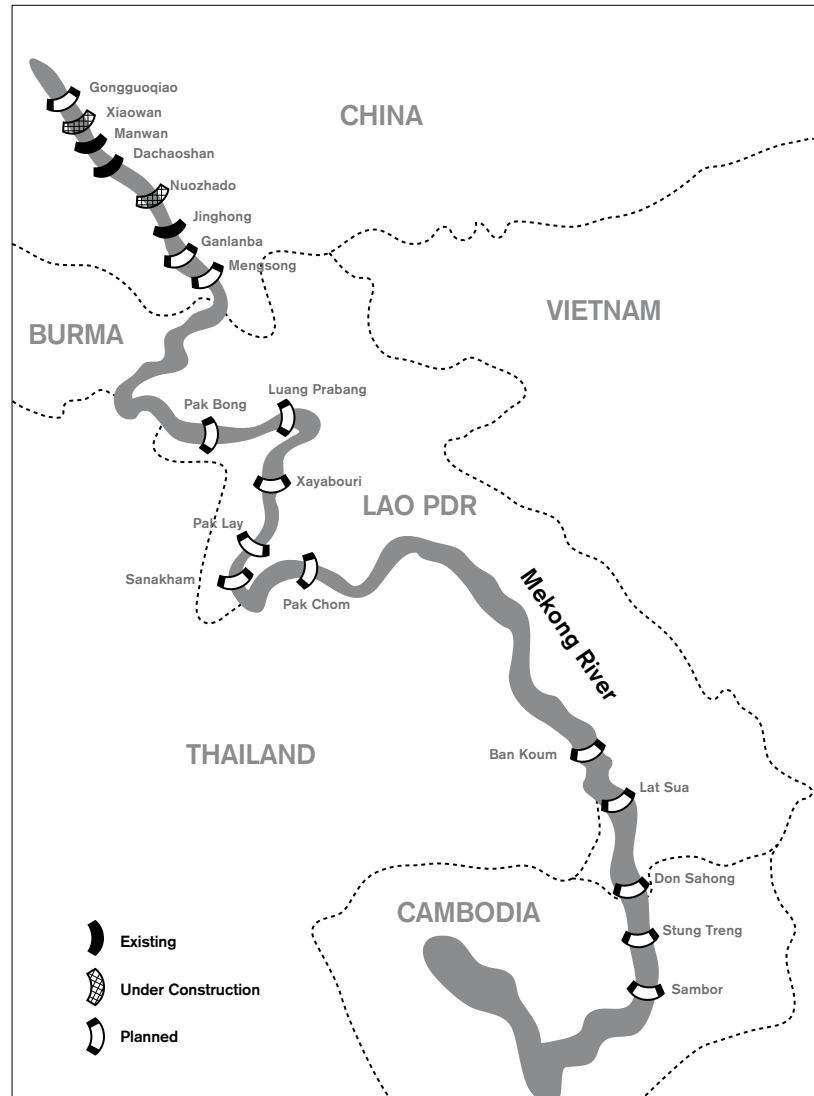 Gongguoqiao
Xiaowan
CHINA
Manwan
Dachaoshan
Nuozhado
Jinghong
Ganlanba
Mengsong
VIETNAM
BURMA
Luang Prabang
Pak Bong
Xayabouri
LAO PDR
Pak Lay
Sanakham
Pak Chom
Mekong River
THAILAND
Ban Koum
Lat Sua
Don Sahong
CAMBODIA
Stung Treng
Sambor
Existing
Under Construction
Planned